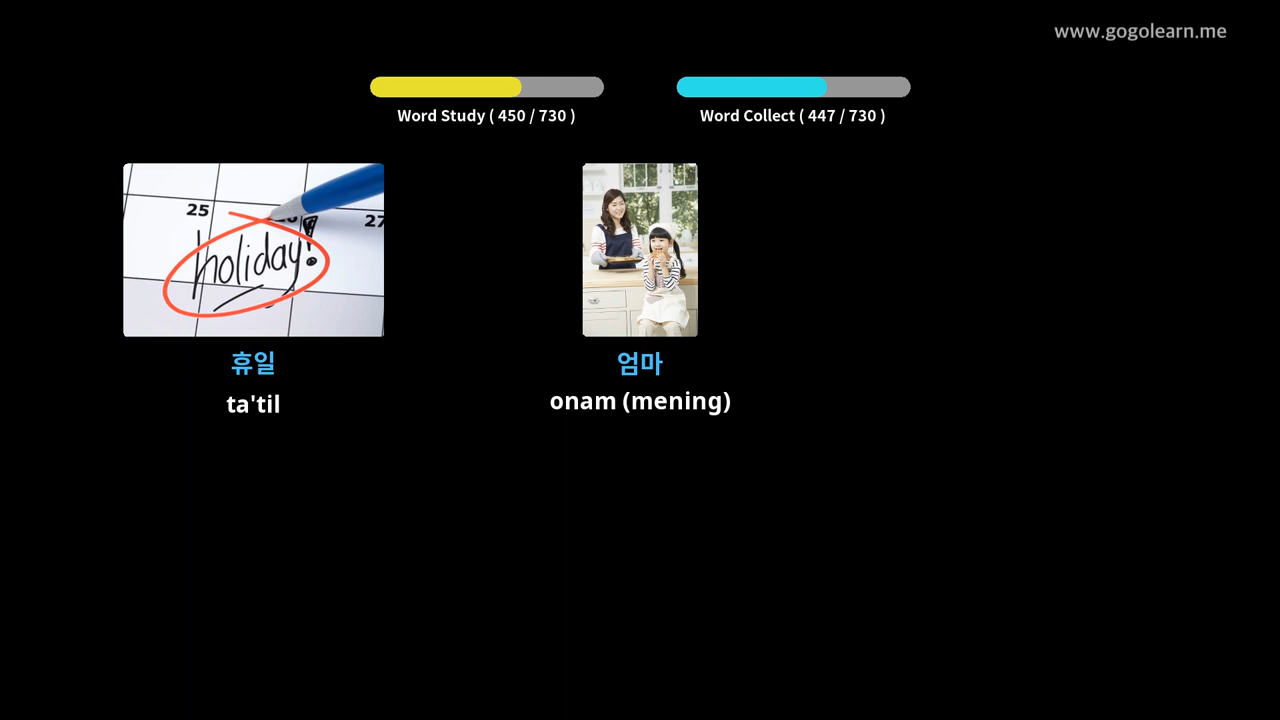 www.gogolearn.me
Word Study ( 450 / 730 )
Word Collect ( 447 / 730 )
25
27
holiday!
휴일
엄마
ta'til
onam (mening)